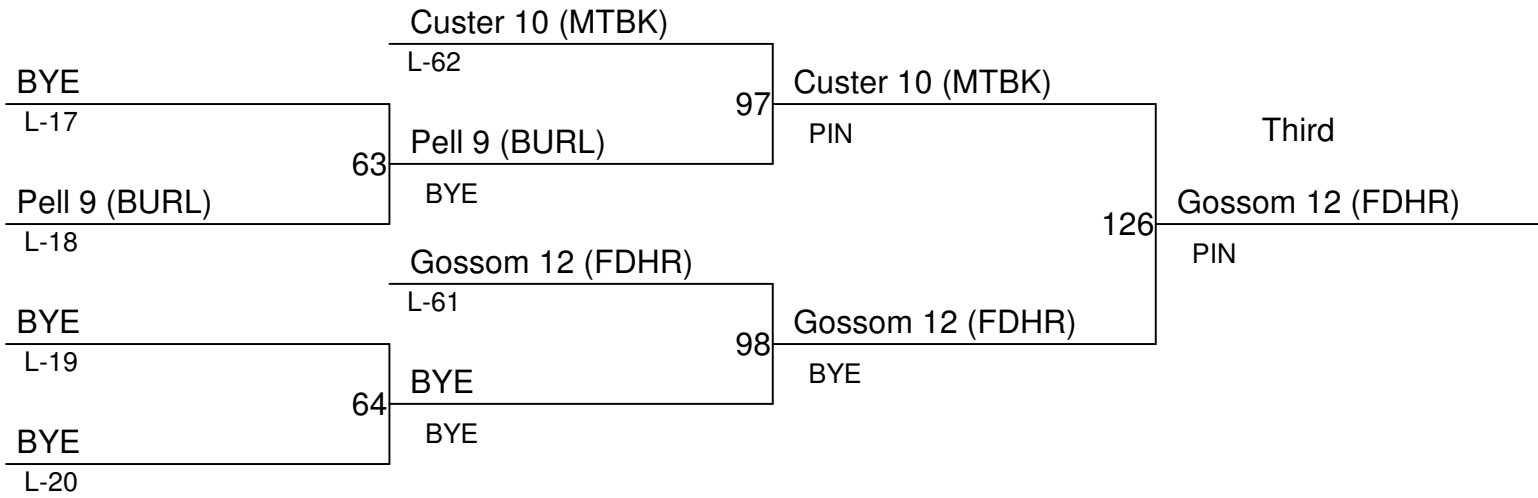 Custer 10 (MTBK)
L-62
BYE
L-17
97
Custer 10 (MTBK)
PIN
Third
63
Pell 9 (BURL)
BYE
Pell 9 (BURL)
L-18
126
Gossom 12 (FDHR)
PIN
Gossom 12 (FDHR)
L-61
BYE
L-19
98
Gossom 12 (FDHR)
BYE
64
BYE
BYE
BYE
L-20